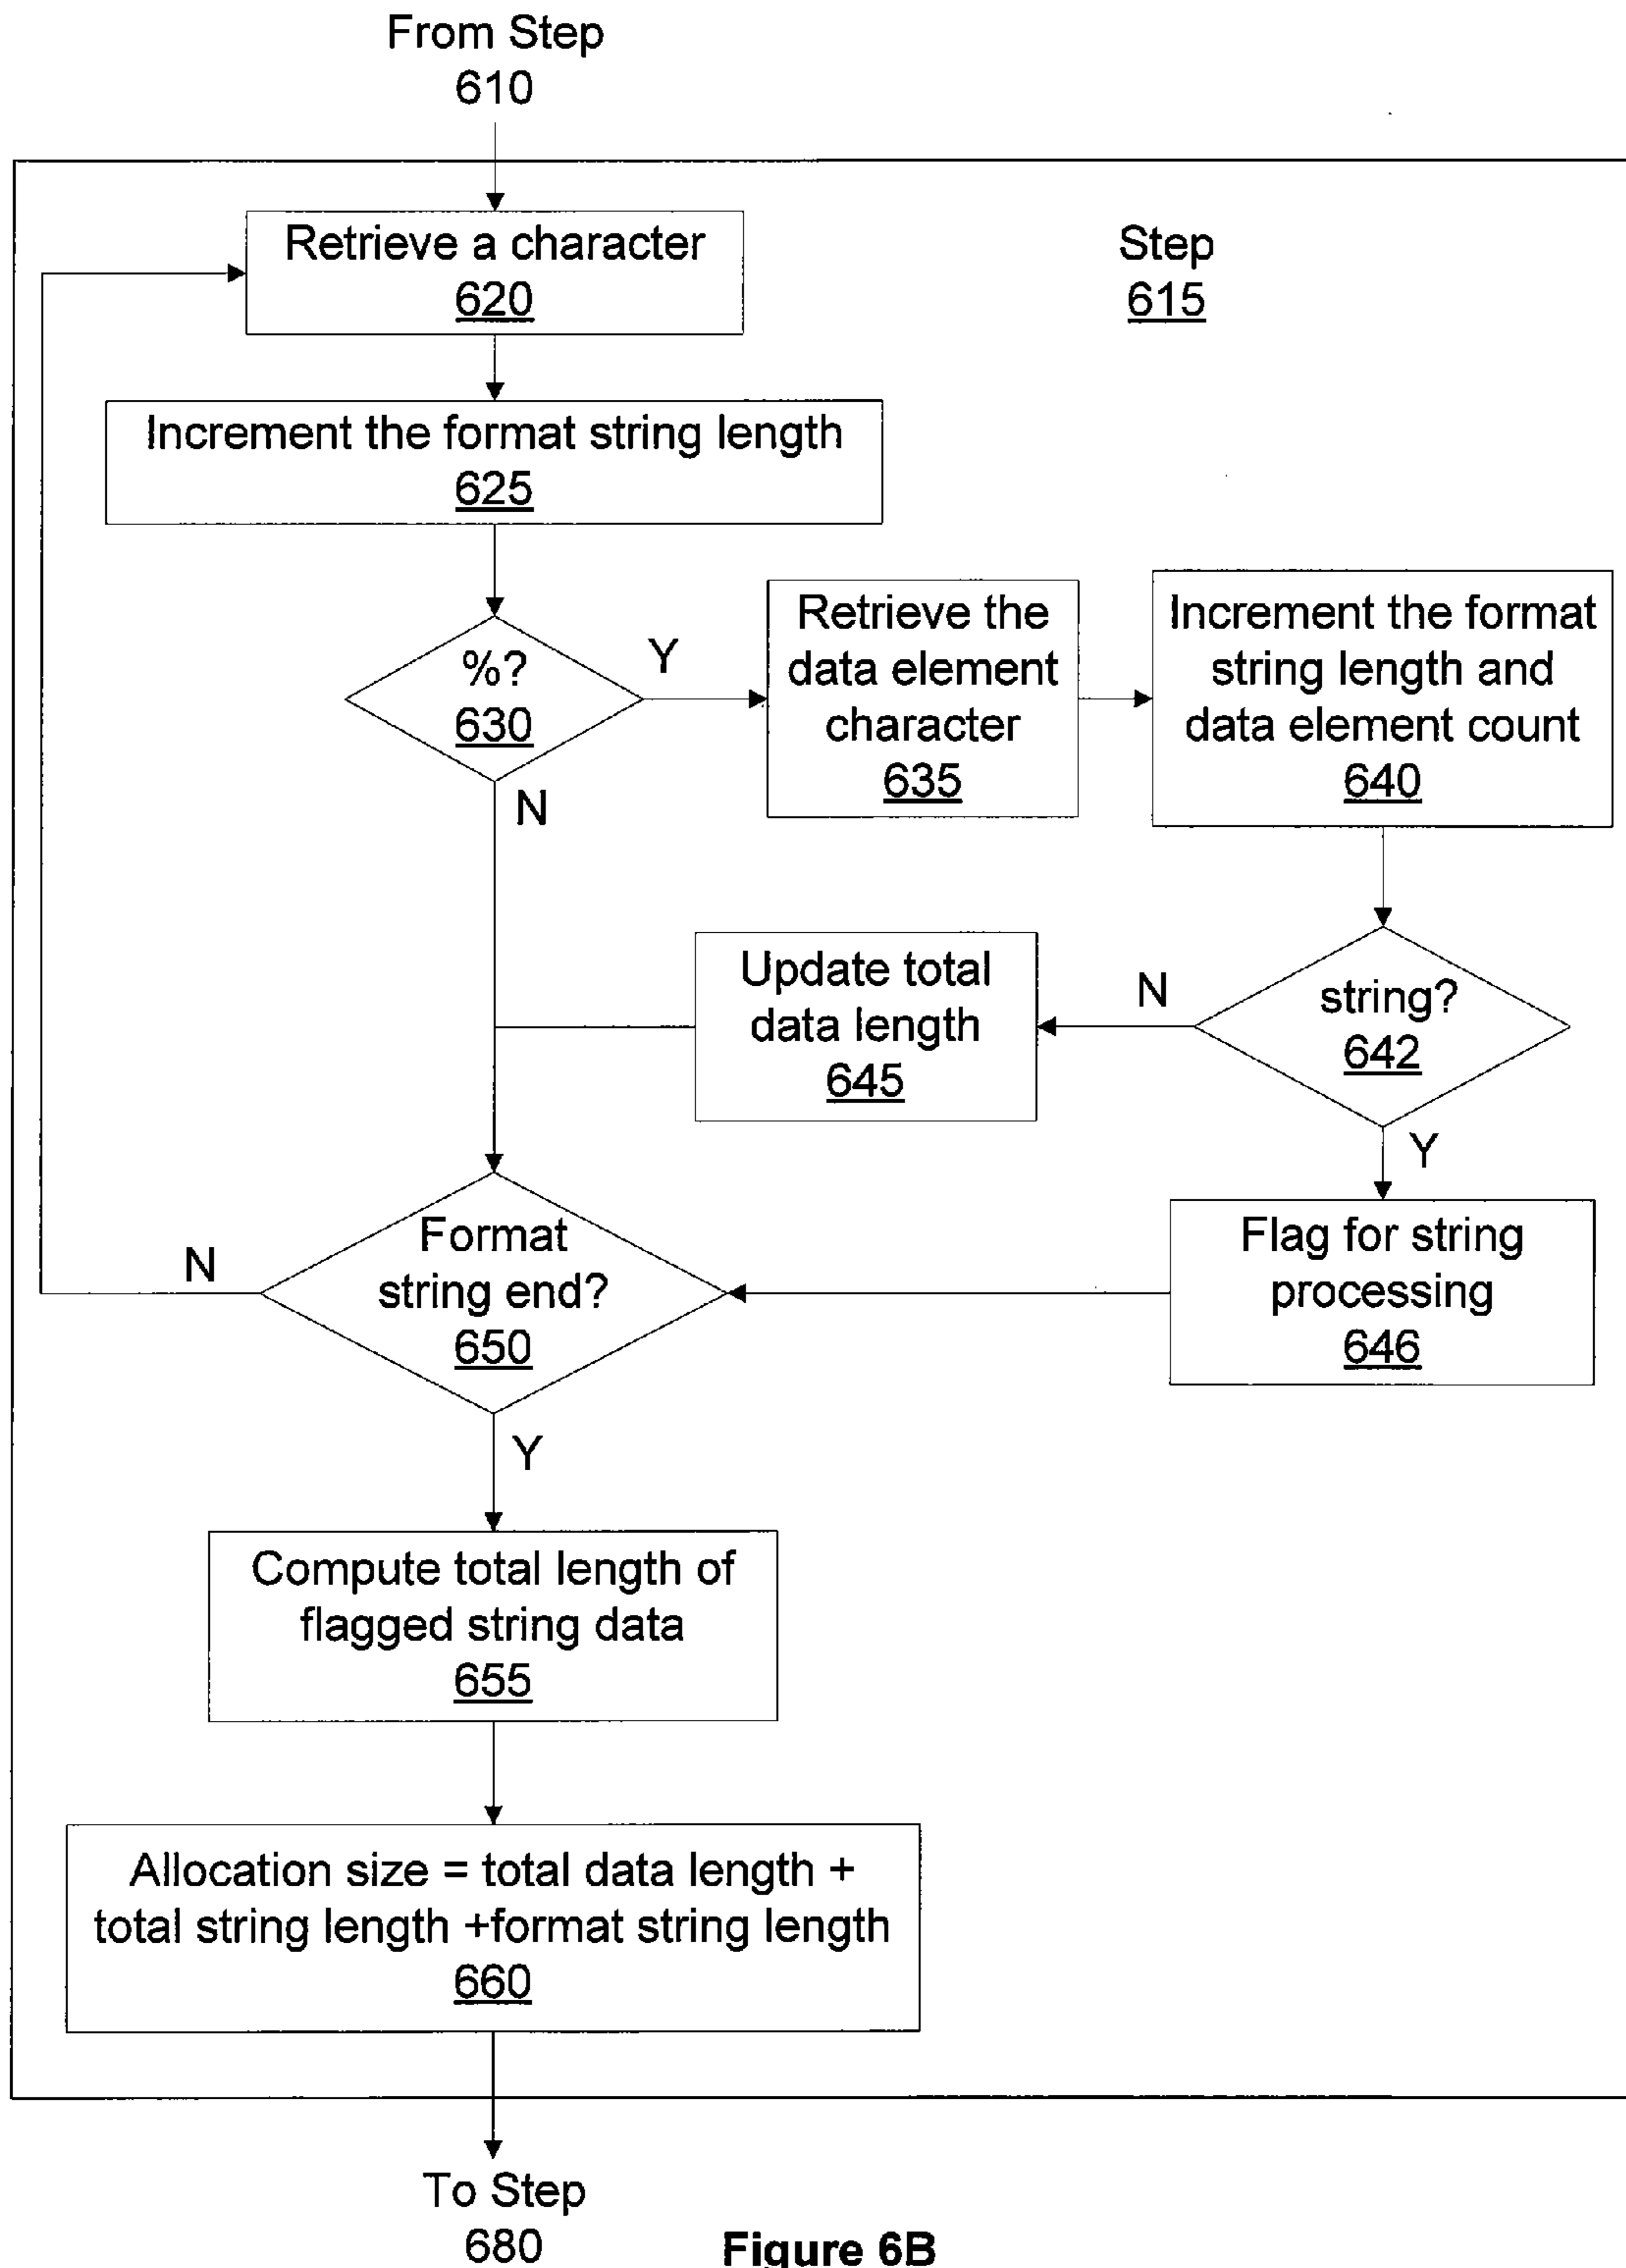 From Step
610
Retrieve a character
620
Step
615
Increment the format string length
625
%?
630
Y
N
Retrieve the
data element
character
635
Increment the format
string length and
data element count
640
Update total
data length
645
N
string?
642
Y
Format
string end?
650
N
Y
Flag for string
processing
646
Compute total length of
flagged string data
655
Allocation size = total data length +
total string length +format string length
660
To Step
680
Figure 6B